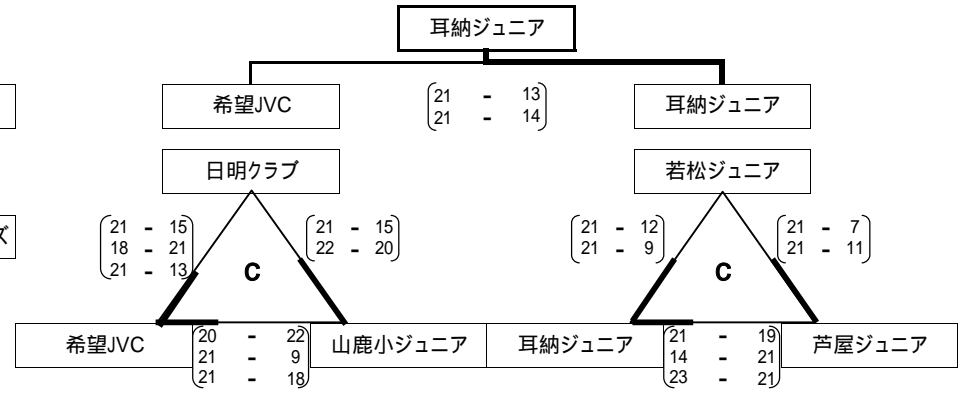 耳納ジュニア
希望JVC
21 - 13
21 - 14
耳納ジュニア
日明クラブ
若松ジュニア
ズ
21 - 15
18 - 21
21 - 13
21 - 15
22 - 20
21 - 12
21 - 9
21 - 7
21 - 11
C
C
希望JVC
20 - 22
21 - 9
21 - 18
山鹿小ジュニア
耳納ジュニア
21 - 19
14 - 21
23 - 21
芦屋ジュニア